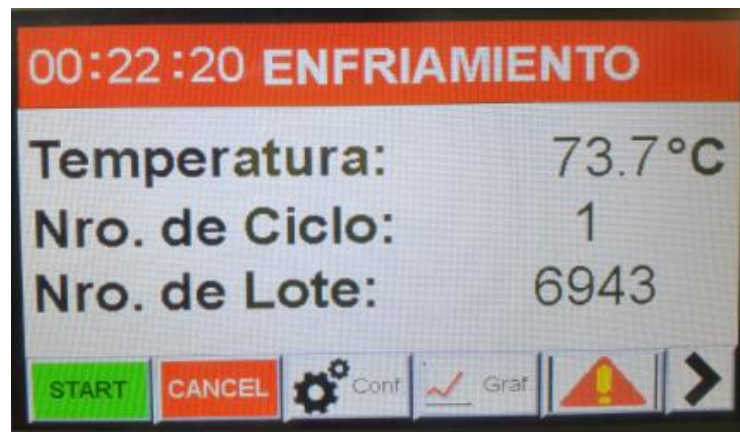 00:22:20 ENFRIAMIENTO
Temperatura: 73.7°C
Nro. de Ciclo: 1
Nro. de Lote: 6943
START CANCEL Conf Graf